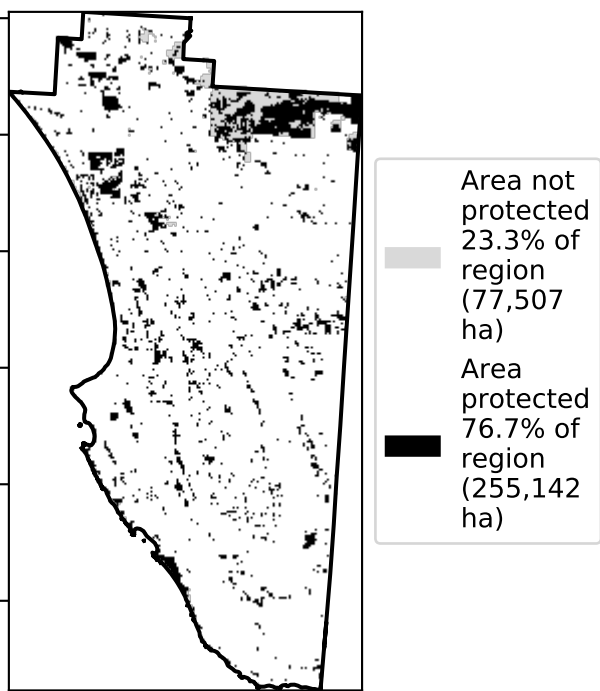 Area not
protected
23.3% of
region
(77,507
ha)
Area
protected
76.7% of
region
(255,142
ha)